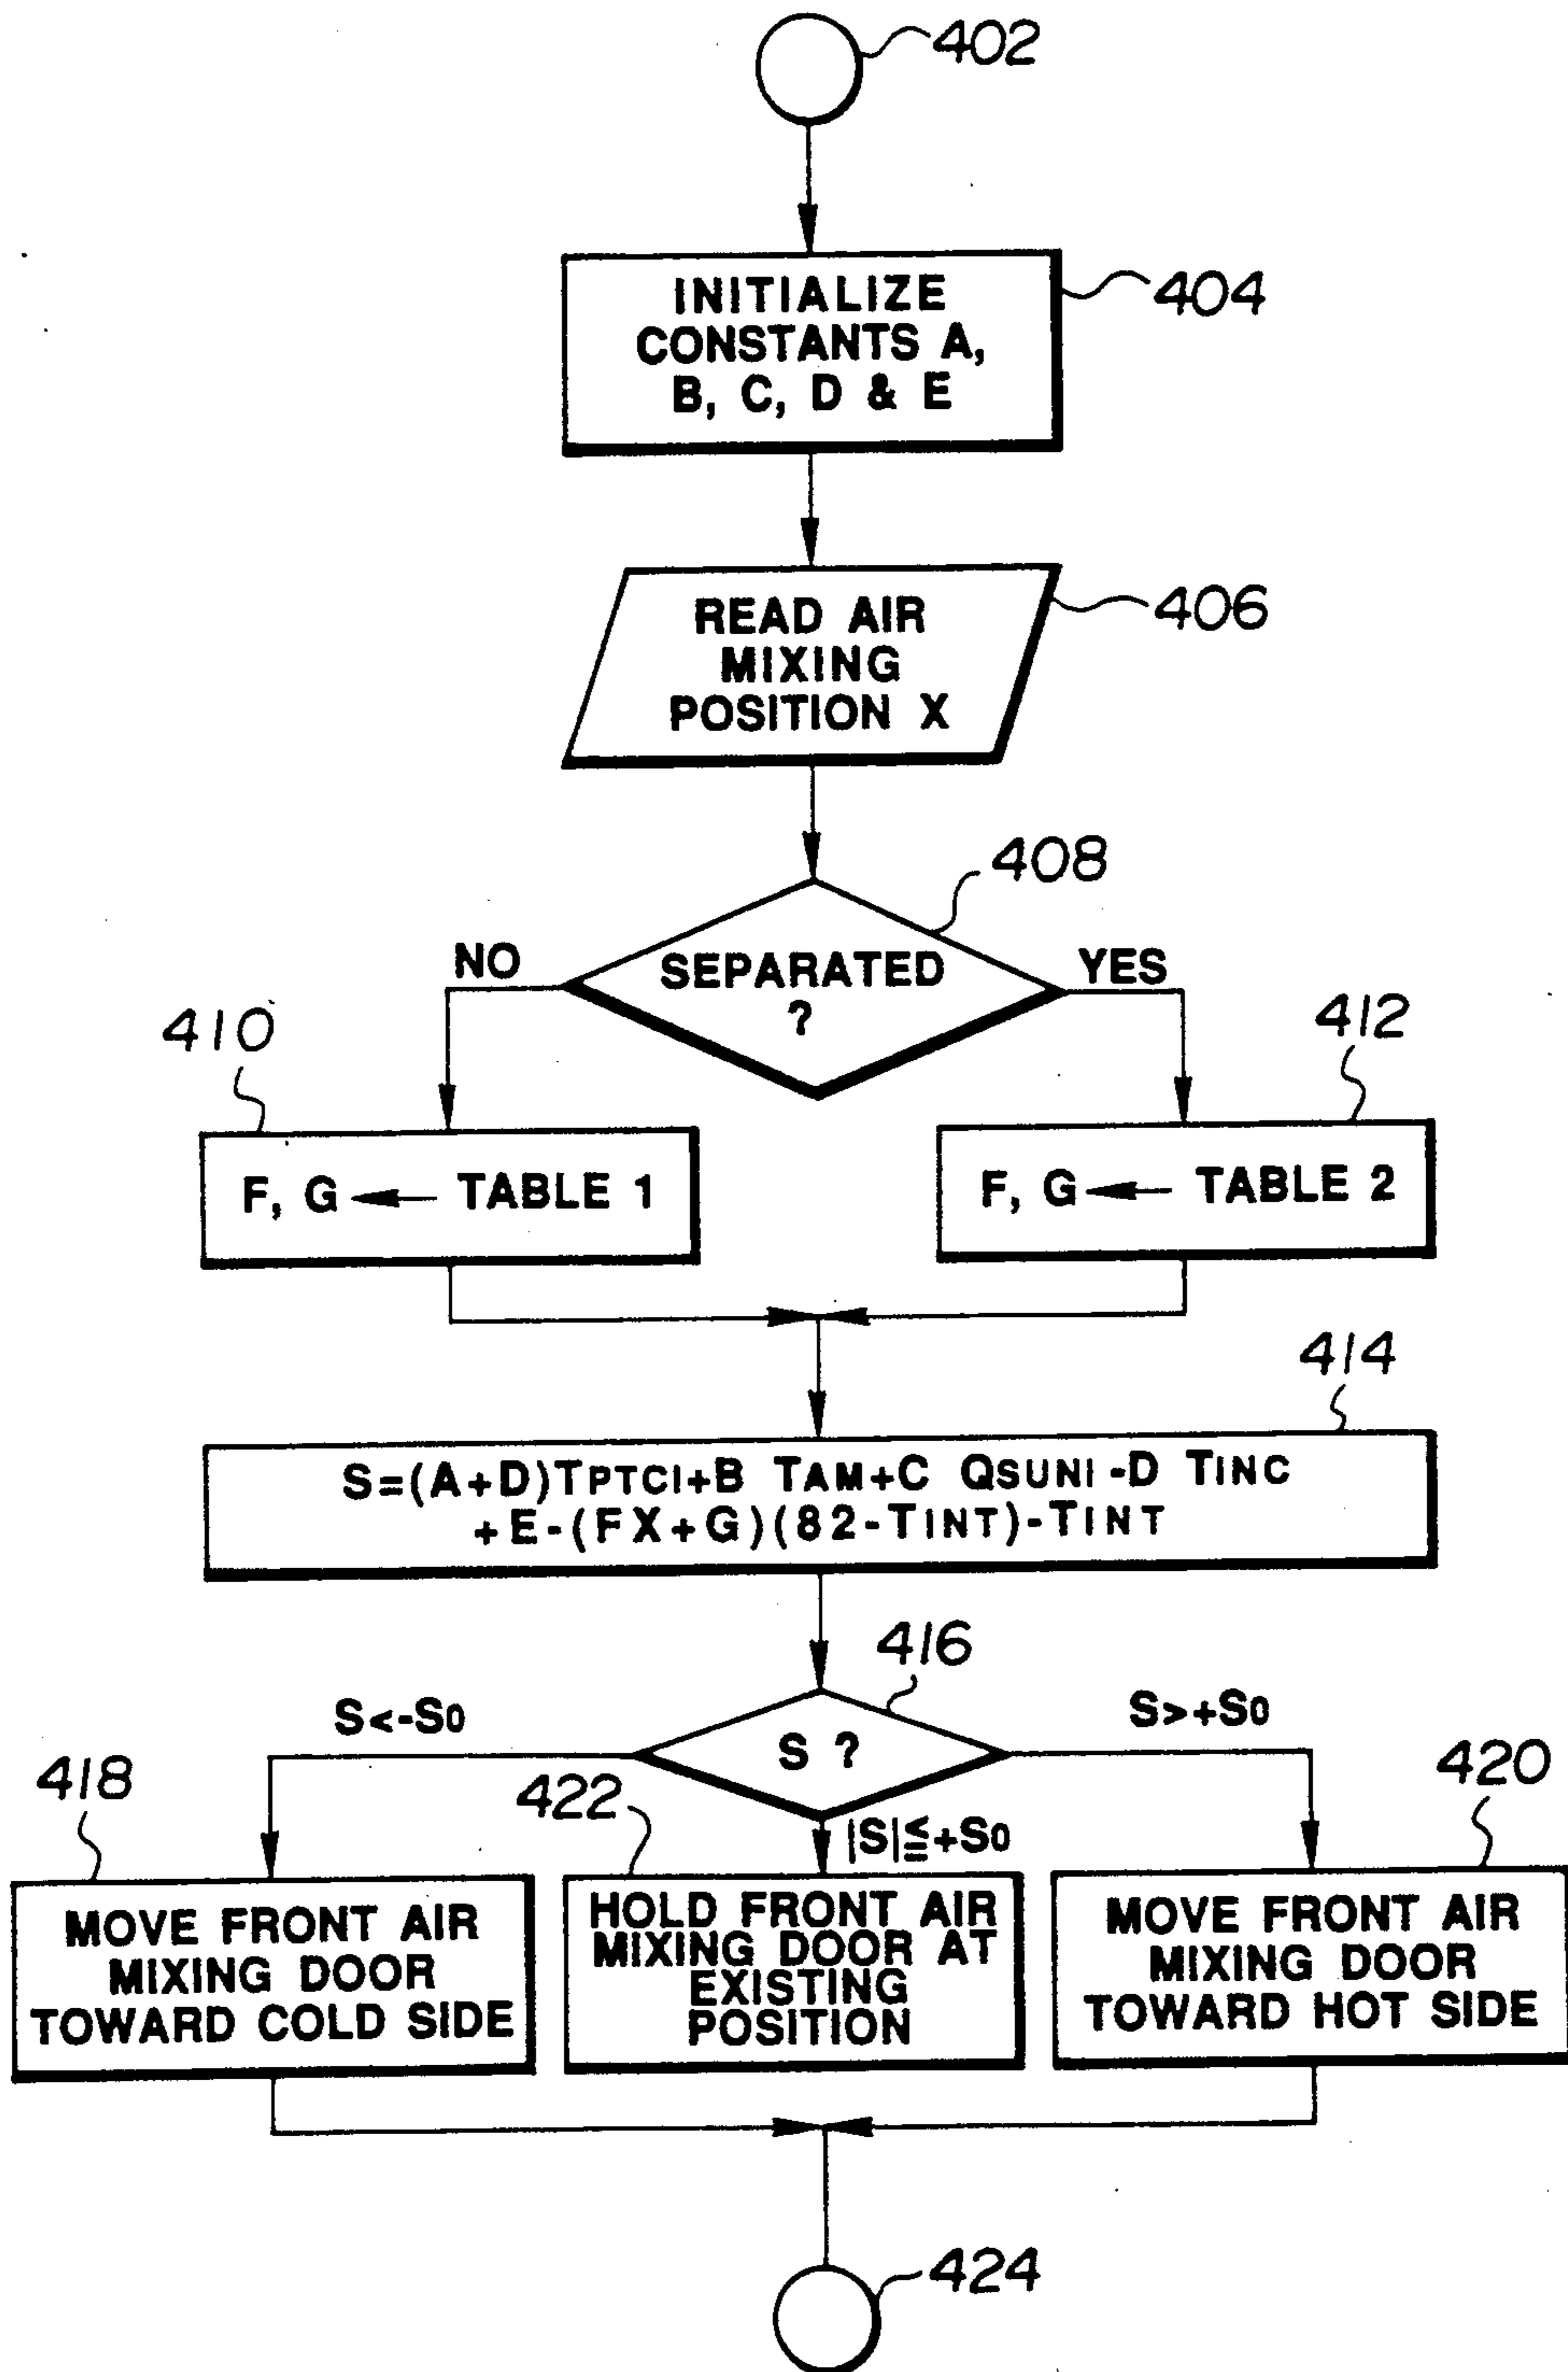 402
INITIALIZE
CONSTANTS A,
B, C, D & E
404
READ AIR
MIXING
POSITION X
406
408
NO
SEPARATED
?
YES
410
412
F, G ← TABLE 1
F, G ← TABLE 2
414
S=(A+D)TPTCI+B TAM+C QSUNI-D TINC
+E-(FX+G)(82-TINT)-TINT
416
S<-S0
S ?
S>+S0
418
422
|S|≦+S0
420
MOVE FRONT AIR
MIXING DOOR
TOWARD COLD SIDE
HOLD FRONT AIR
MIXING DOOR AT
EXISTING
POSITION
MOVE FRONT AIR
MIXING DOOR
TOWARD HOT SIDE
424